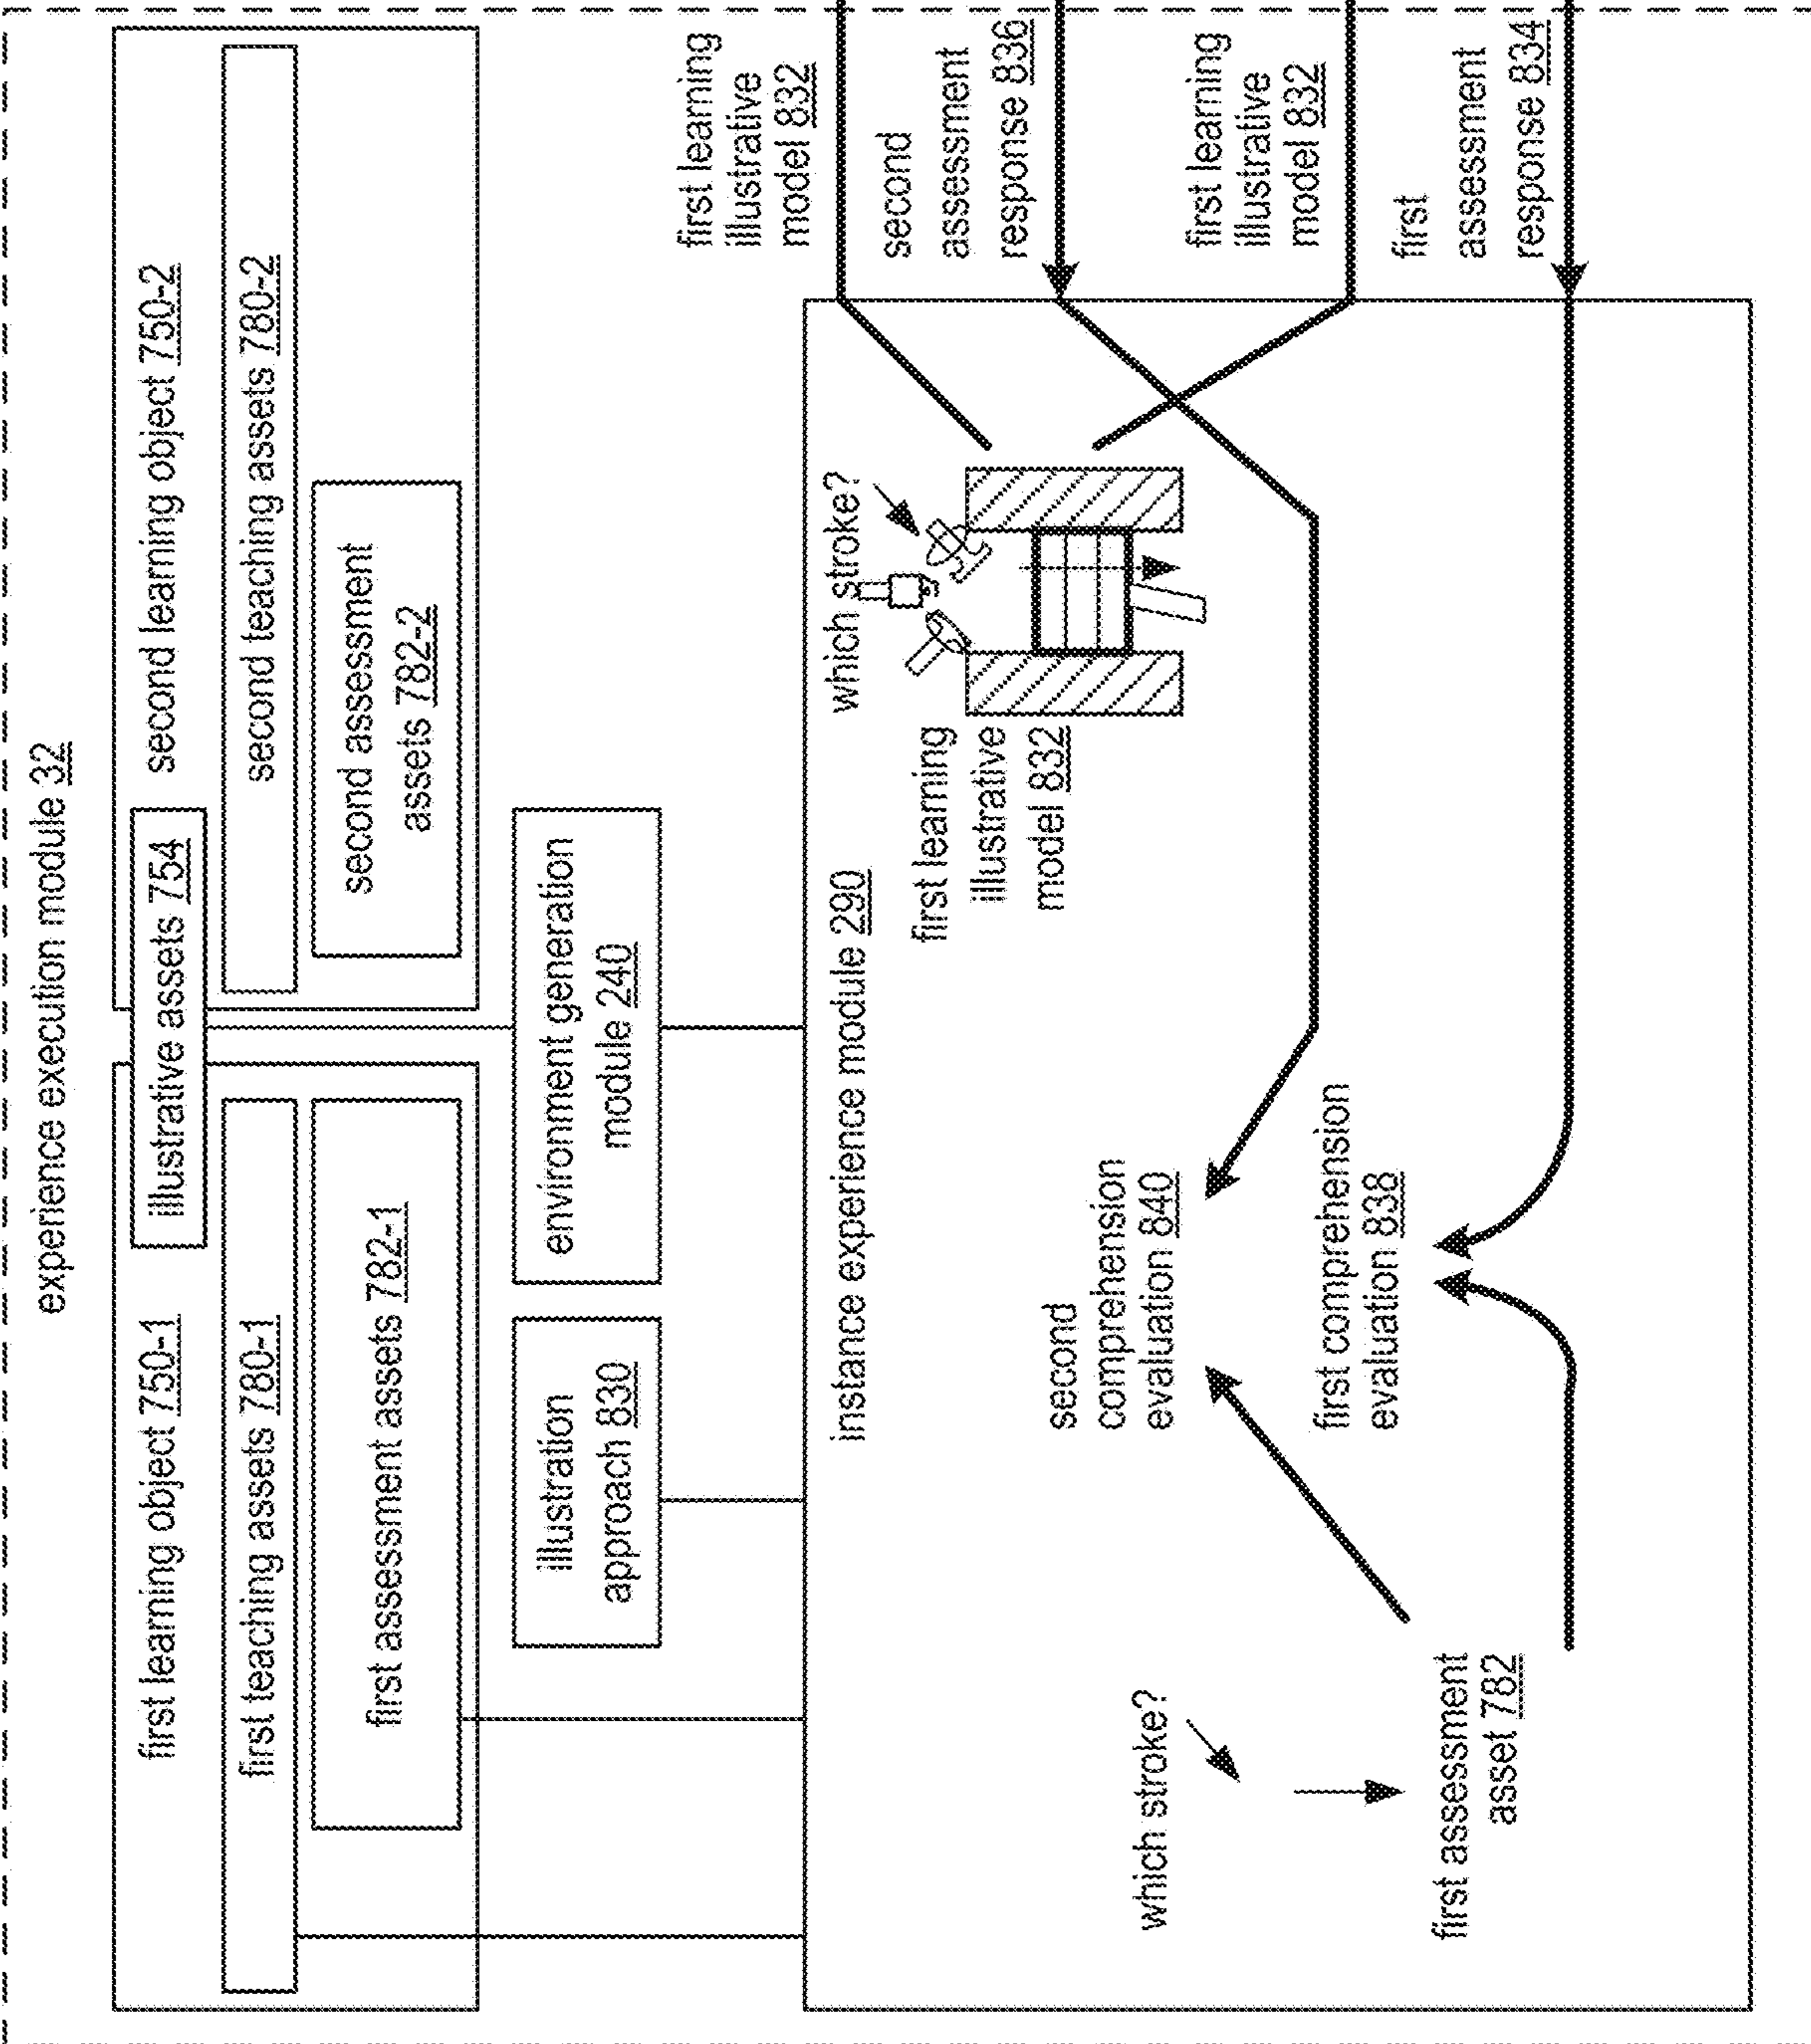 experience execution module 32
first learning object 750-1
illustrative assets 754
second learning object 750-2
first teaching assets 780-1
second teaching assets 780-2
first assessment assets 782-1
second assessment
assets 782-2
illustration
approach 830
environment generation
module 240
instance experience module 290
which stroke?
first learning
illustrative
model 832
first learning
illustrative
model 832
second
assessment
response 836
first learning
illustrative
model 832
first
assessment
response 834
second
comprehension
evaluation 840
first comprehension
evaluation 838
which stroke?
first assessment
asset 782